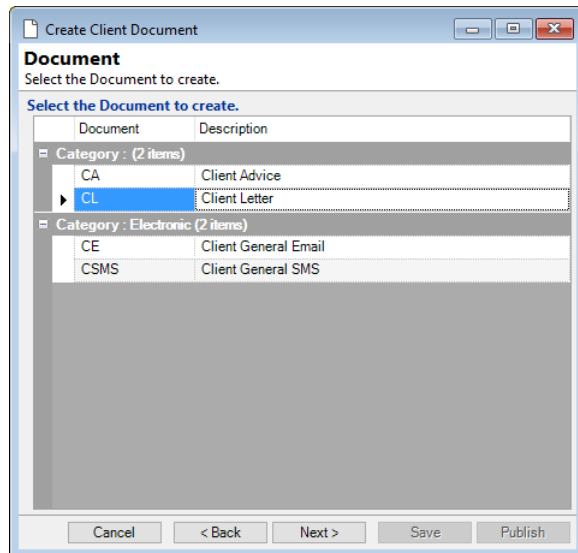 Create Client Document
Document
Select the Document to create.
Select the Document to create.
Document Description
Category : (2 items)
CA Client Advice
CL Client Letter
Category : Electronic (2 items)
CE Client General Email
CSMS Client General SMS
Cancel < Back Next > Save Publish